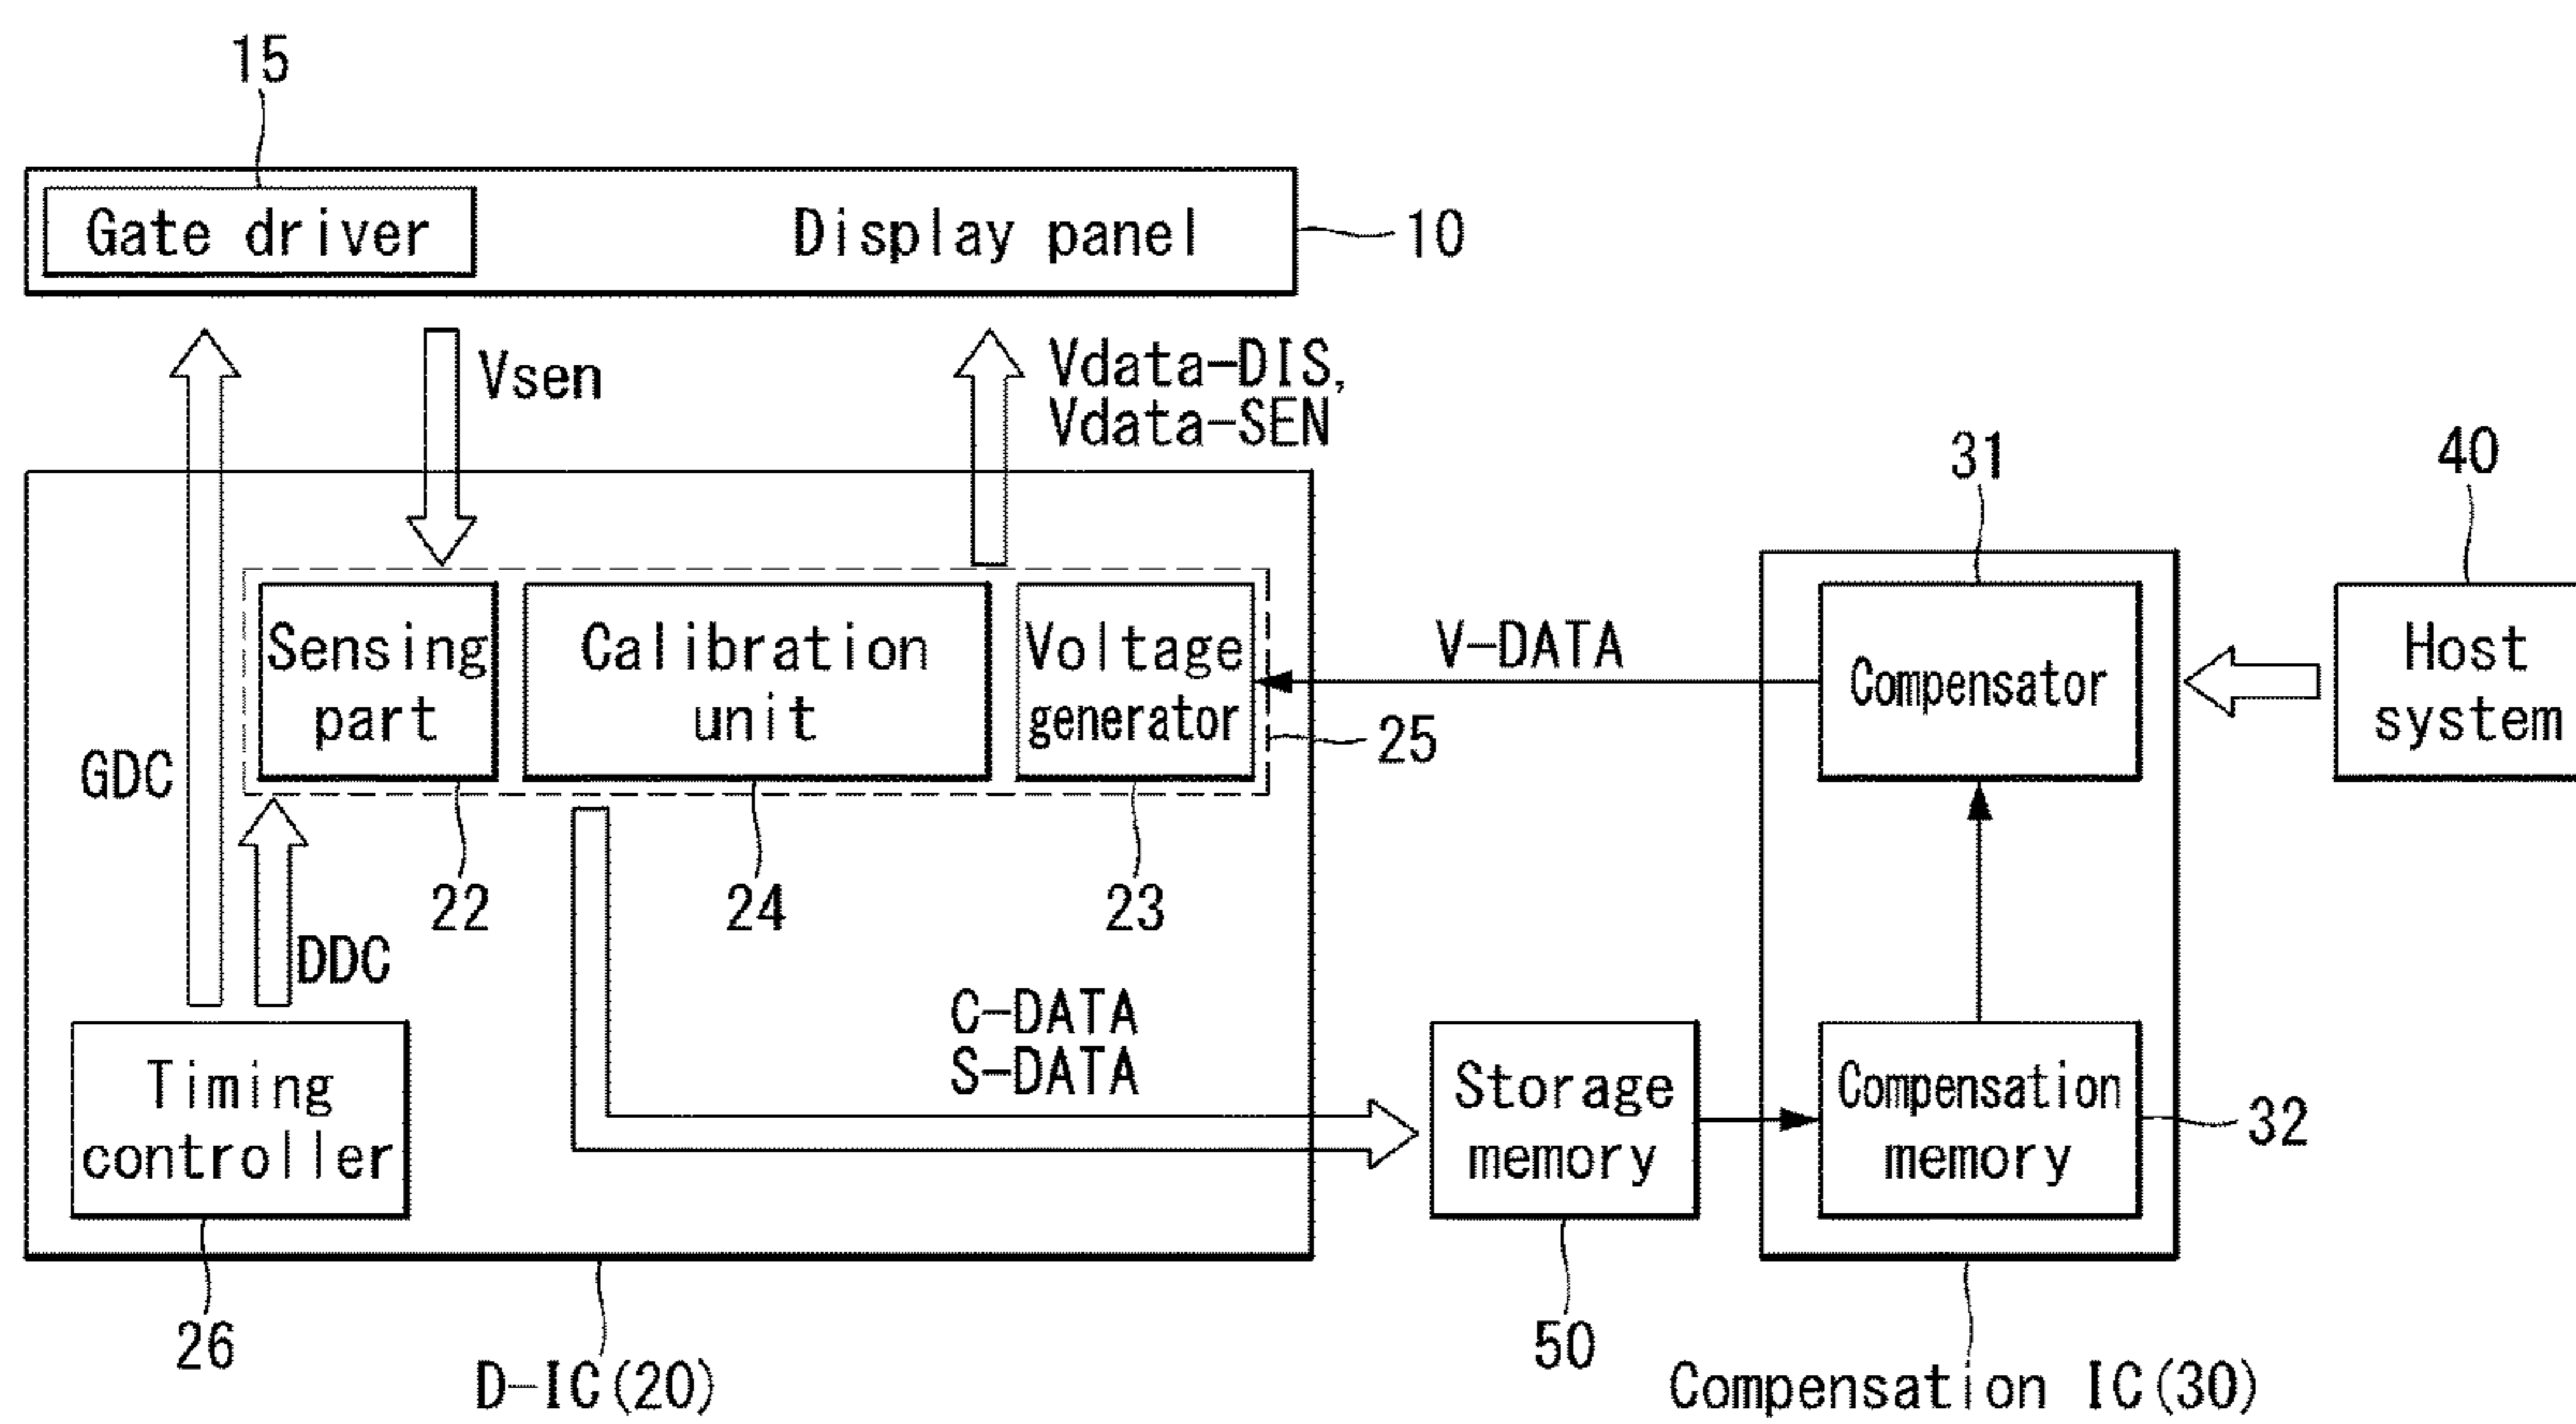 15
Gate driver
Display panel
10
Vsen
Vdata-DIS,
Vdata-SEN
31
40
Sensing
part
Calibration
unit
Voltage
generator
V-DATA
Compensator
Host
system
25
GDC
22
24
23
DDC
C-DATA
S-DATA
Timing
controller
Storage
memory
Compensation
memory
32
26
50
D-IC(20)
Compensation IC(30)